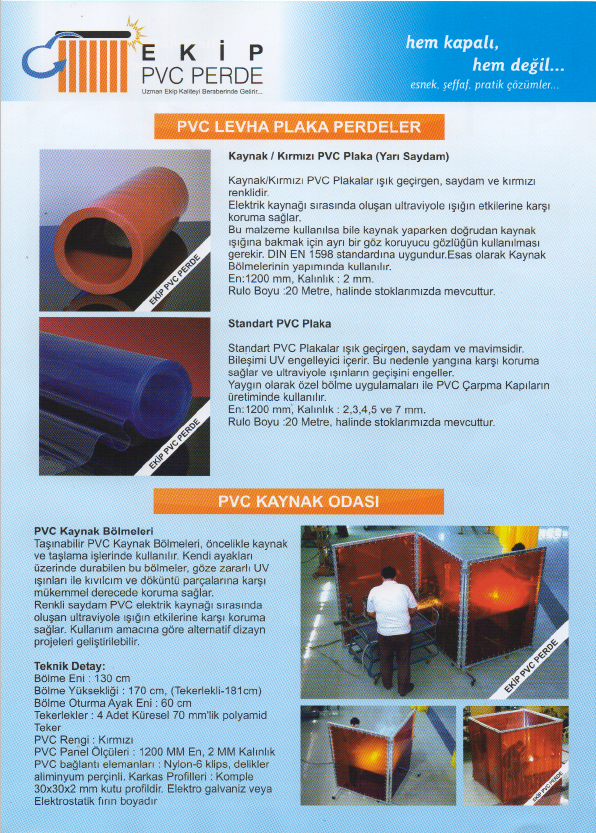 EKİP
PVC PERDE
Uzman Ekip Kaliteyi Beraberinde Gelirir...
hem kapalı,
hem değil...
esnek, şeffaf, pratik çözümler...
PVC LEVHA PLAKA PERDELER
Kaynak / Kırmızı PVC Plaka (Yarı Saydam)
Kaynak/Kırmızı PVC Plakalar ışık geçirgen, saydam ve kırmızı
renklidir.
Elektrik kaynağı sırasında oluşan ultraviyole ışığın etkilerine karşı
koruma sağlar.
Bu malzeme kullanılsa bile kaynak yaparken doğrudan kaynak
ışığına bakmak için ayrı bir göz koruyucu gözlüğün kullanılması
gerekir. DIN EN 1598 standardına uygundur.Esas olarak Kaynak
Bölmelerinin yapımında kullanılır.
En:1200 mm, Kalınlık : 2 mm.
Rulo Boyu :20 Metre, halinde stoklarımızda mevcuttur.
EKİP PVC PERDE
Standart PVC Plaka
Standart PVC Plakalar ışık geçirgen, saydam ve mavimsidir.
Bileşimi UV engelleyici içerir. Bu nedenle yangına karşı koruma
sağlar ve ultraviyole ışınların geçişini engeller.
Yaygın olarak özel bölme uygulamaları ile PVC Çarpma Kapıların
üretiminde kullanılır.
En:1200 mm, Kalınlık : 2,3,4,5 ve 7 mm.
Rulo Boyu :20 Metre, halinde stoklarımızda mevcuttur.
EKİP PVC PERDE
PVC KAYNAK ODASI
PVC Kaynak Bölmeleri
Taşınabilir PVC Kaynak Bölmeleri, öncelikle kaynak
ve taşlama işlerinde kullanılır. Kendi ayakları
üzerinde durabilen bu bölmeler, göze zararlı UV
ışınları ile kıvılcım ve döküntü parçalarına karşı
mükemmel derecede koruma sağlar.
Renkli saydam PVC elektrik kaynağı sırasında
oluşan ultraviyole ışığın etkilerine karşı koruma
sağlar. Kullanım amacına göre alternatif dizayn
projeleri geliştirilebilir.
Teknik Detay:
Bölme Eni : 130 cm
Bölme Yüksekliği : 170 cm, (Tekerlekli-181cm)
Bölme Oturma Ayak Eni : 60 cm
Tekerlekler : 4 Adet Küresel 70 mm'lik polyamid
Teker
PVC Rengi : Kırmızı
PVC Panel Ölçüleri : 1200 MM En, 2 MM Kalınlık
PVC bağlantı elemanları : Nylon-6 klips, delikler
aliminyum perçinli. Karkas Profilleri : Komple
30x30x2 mm kutu profildir. Elektro galvaniz veya
Elektrostatik fırın boyadır
EKİP PVC PERDE
EKİP PVC PERDE